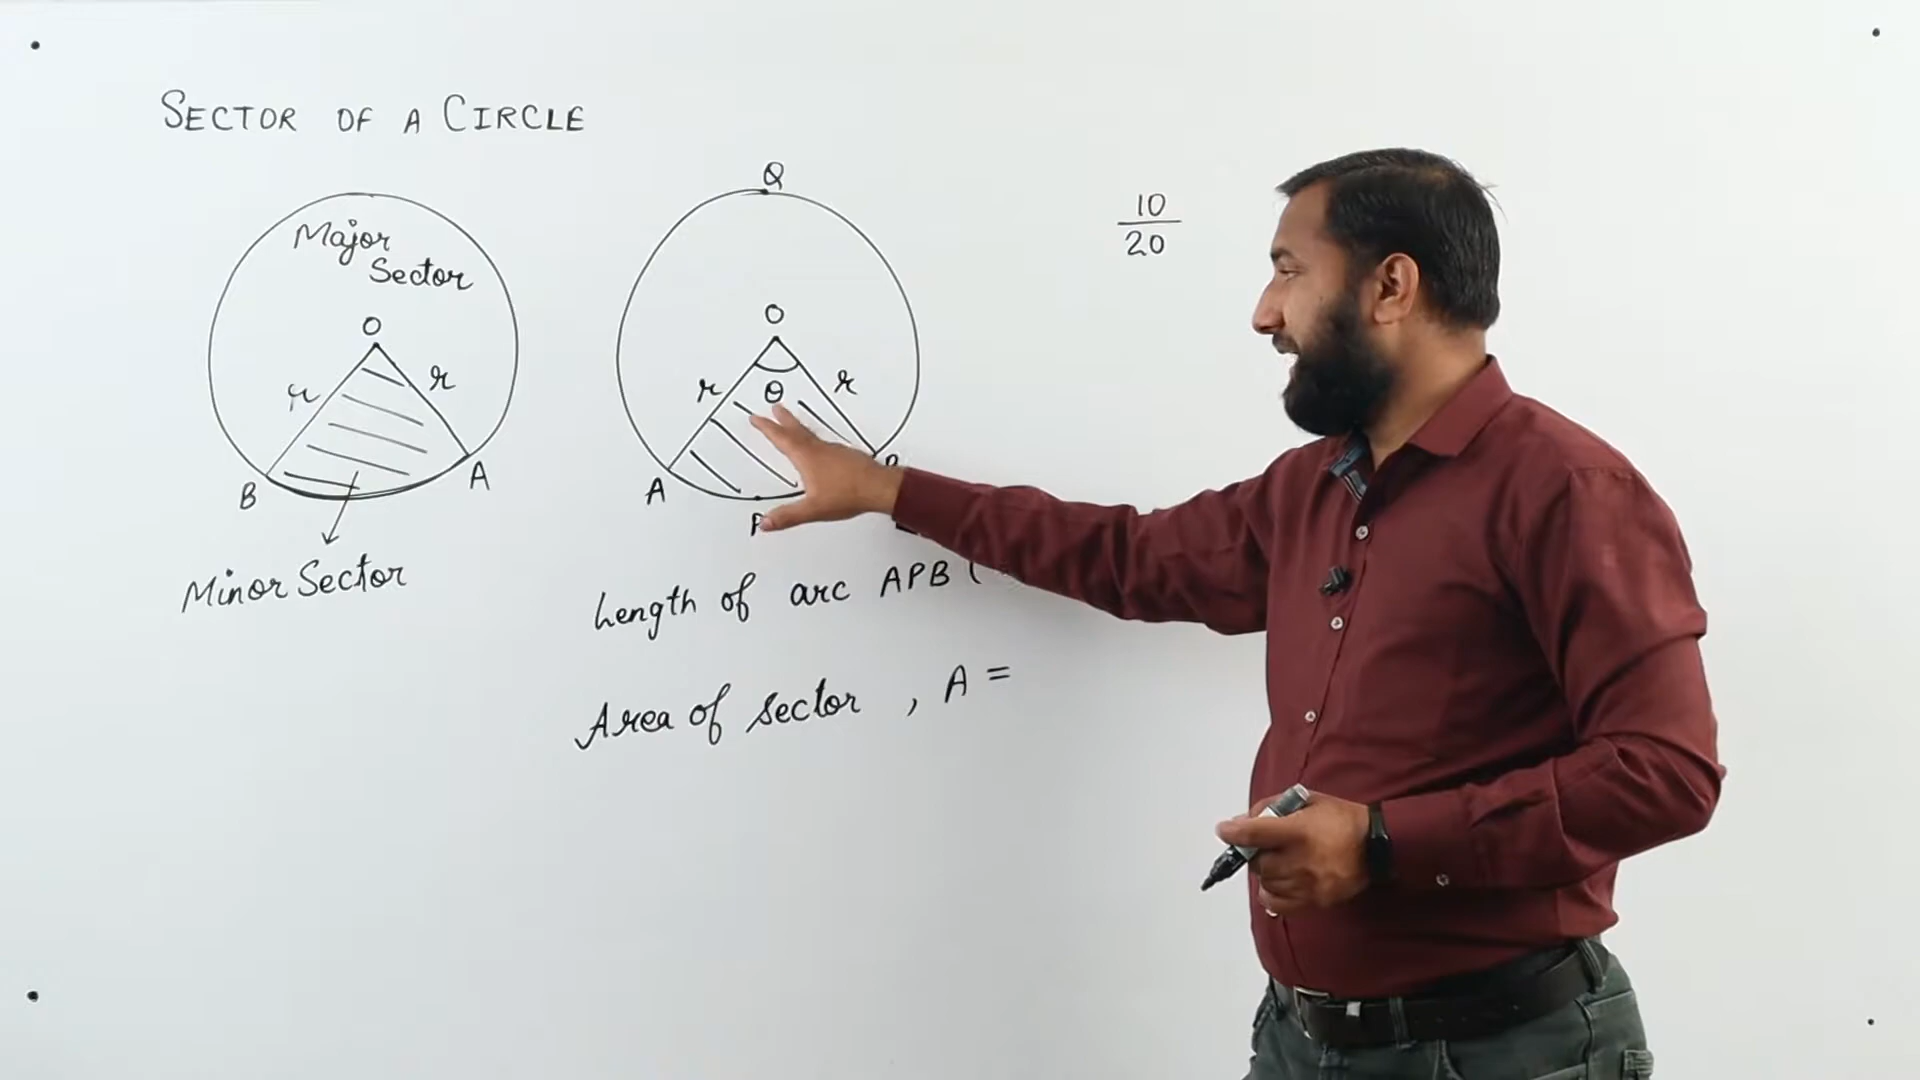 SECTOR OF A CIRCLE
Major
Sector
O
r
r
B
A
Minor Sector
Q
O
r
θ
r
A
P
Length of arc APB (
Area of sector , A =
10
20